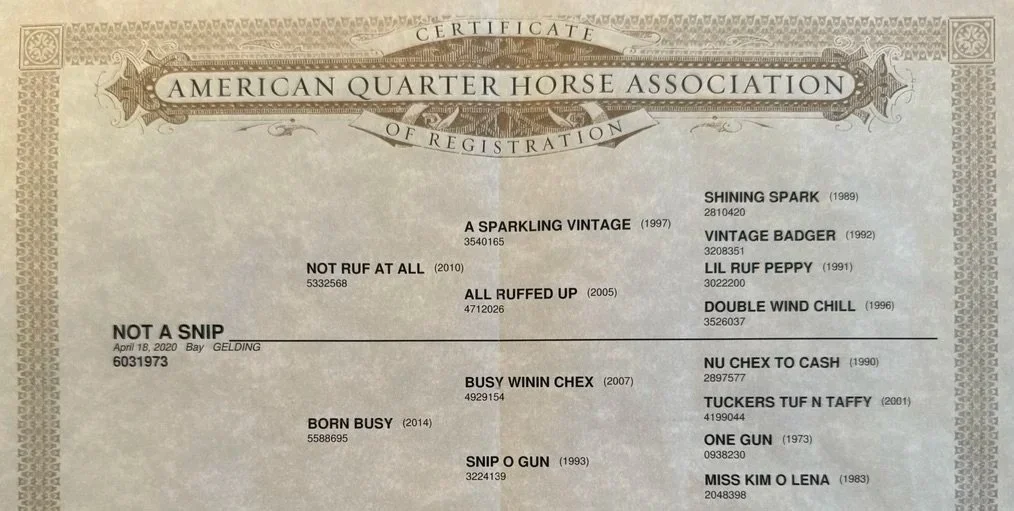 CERTIFICATE
AMERICAN QUARTER HORSE ASSOCIATION
OF REGISTRATION
SHINING SPARK (1989)
2810420
A SPARKLING VINTAGE (1997)
3540165
VINTAGE BADGER (1992)
3208351
NOT RUF AT ALL (2010)
5332568
LIL RUF PEPPY (1991)
3022200
ALL RUFFED UP (2005)
4712026
DOUBLE WIND CHILL (1996)
3526037
NOT A SNIP
April 18, 2020 Bay GELDING
6031973
NU CHEX TO CASH (1990)
2897577
BUSY WININ CHEX (2007)
4929154
TUCKERS TUF N TAFFY (2001)
4199044
BORN BUSY (2014)
5588695
ONE GUN (1973)
0938230
SNIP O GUN (1993)
3224139
MISS KIM O LENA (1983)
2048398